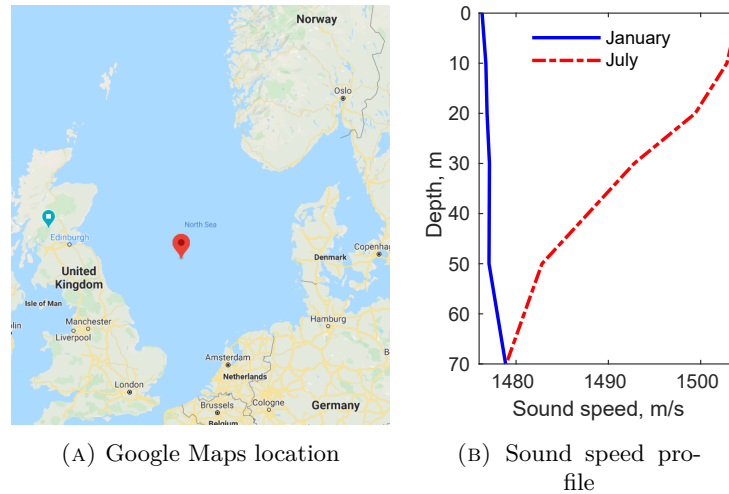 Norway
Oslo
North Sea
Edinburgh
United
Kingdom
Isle of Man
Manchester
Liverpool
London
Denmark
Hamburg
Amsterdam
Netherlands
Brussels
Belgium
Cologne
Germany
(A) Google Maps location
0
10
20
30
40
50
60
70
Depth, m
January
July
1480
1490
1500
Sound speed, m/s
(B) Sound speed pro-
file